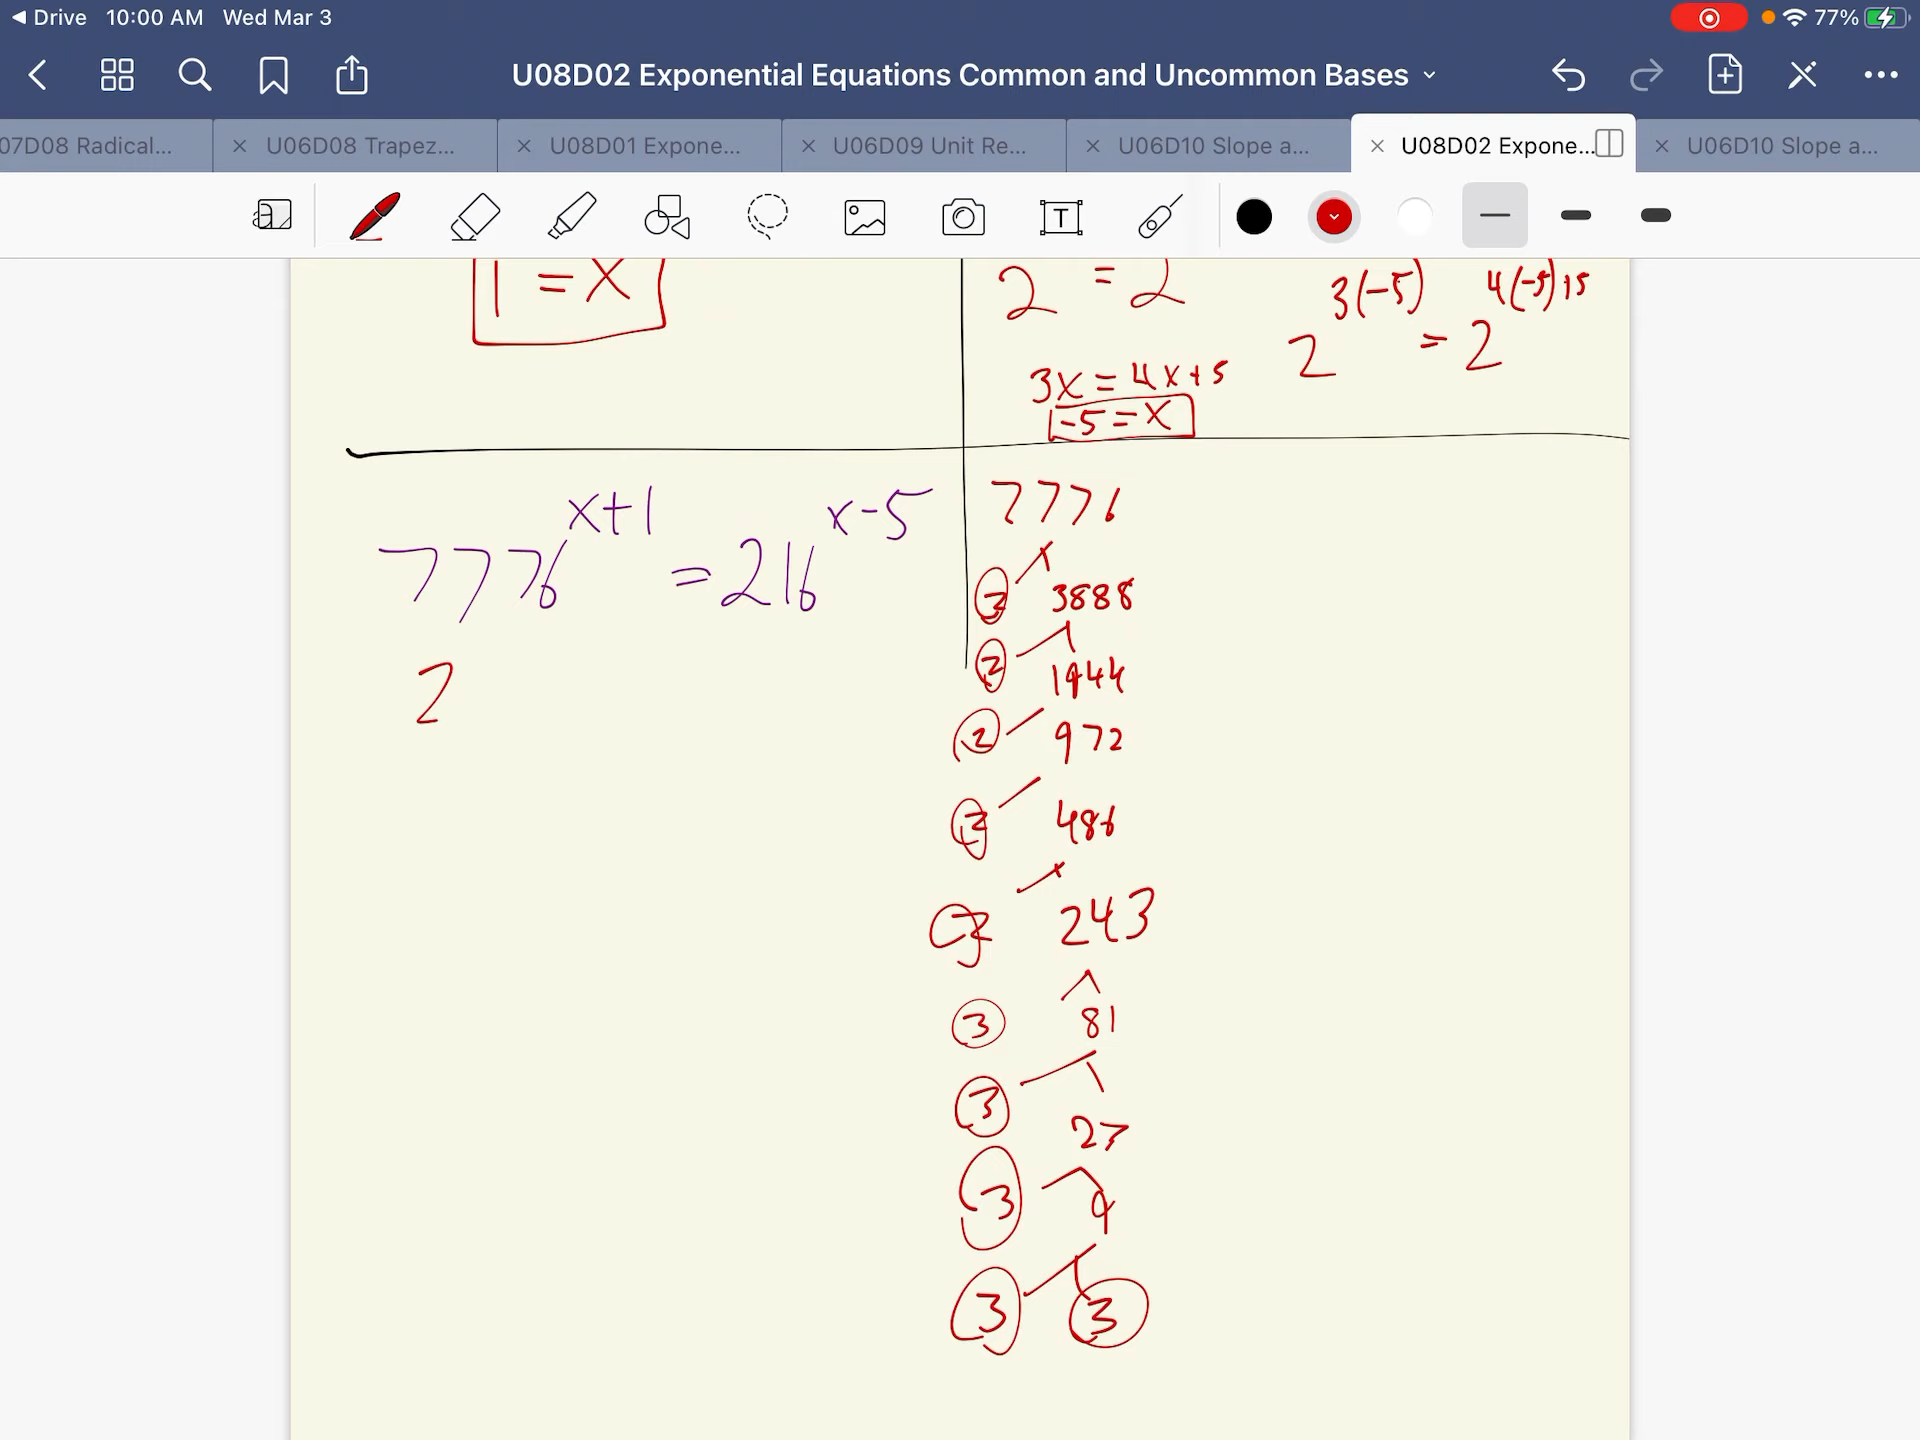 Drive 10:00 AM Wed Mar 3 77%
U08D02 Exponential Equations Common and Uncommon Bases
07D08 Radical... U06D08 Trapez... U08D01 Expone... U06D09 Unit Re... U06D10 Slope a... U08D02 Expone... U06D10 Slope a...
a T
1 = x
2 = 2
3x = 4x+5
-5 = x
2^3(-5) = 2^4(-5)+5
7776^x+1 = 216^x-5
2
7776
2 3888
2 1944
2 972
2 486
2 243
3 81
3 27
3 9
3 3